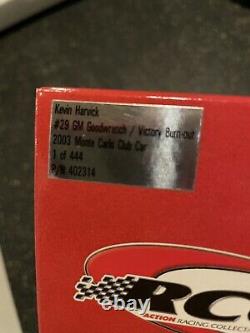 Kevin Harvick
#29 GM Goodwrench / Victory Burn-out
2003 Monte Carlo Club Car
1 of 444
P/N 402314
RC
ACTION RACING COLLECT